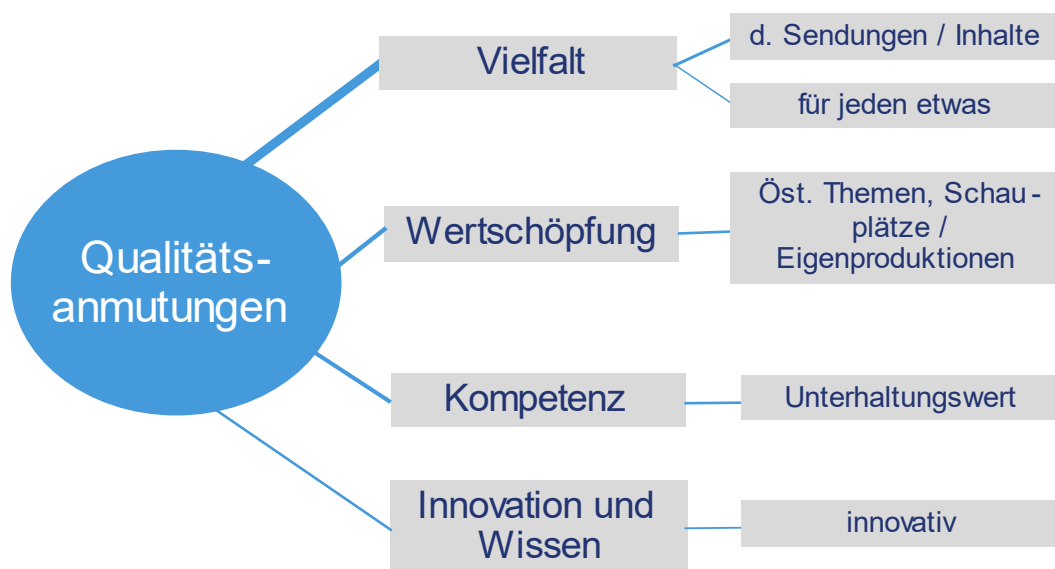 Qualitäts-
anmutungen
Vielfalt
d. Sendungen / Inhalte
für jeden etwas
Wertschöpfung
Öst. Themen, Schau-
plätze /
Eigenproduktionen
Kompetenz
Unterhaltungswert
Innovation und
Wissen
innovativ